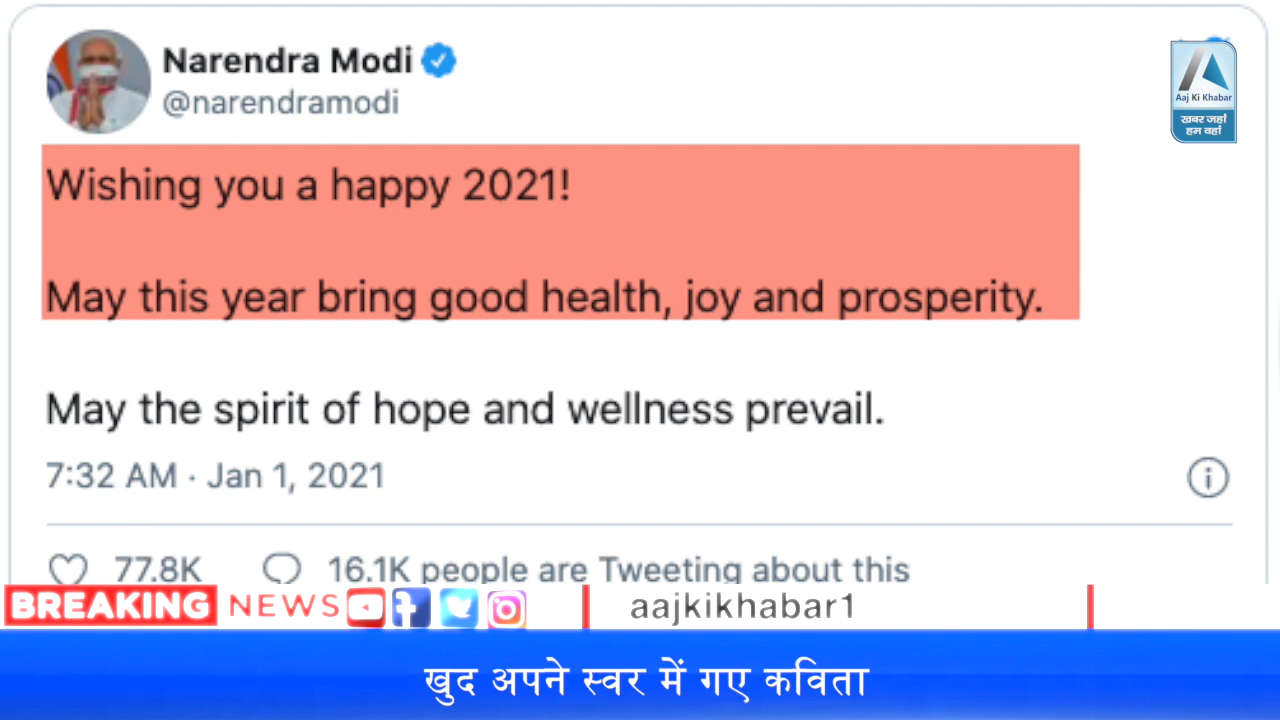 Narendra Modi
@narendramodi
Aaj Ki Khabar
खबर जहां
हम वहां
Wishing you a happy 2021!
May this year bring good health, joy and prosperity.
May the spirit of hope and wellness prevail.
7:32 AM · Jan 1, 2021
77.8K 16.1K people are Tweeting about this
BREAKING NEWS aajkikhabar1
खुद अपने स्वर में गए कविता